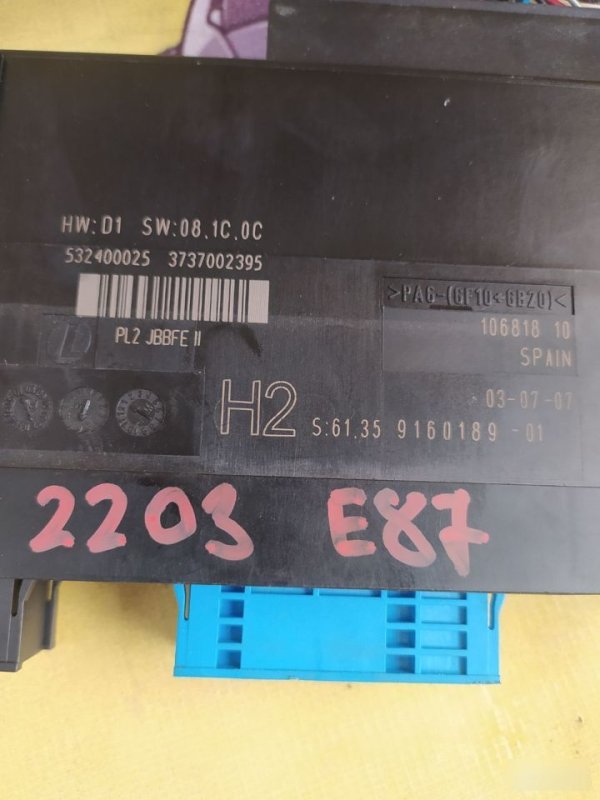 HW:D1 SW:08.1C.0C
532400025 3737002395
PL2 JBBFE II
>PA6-(GF10+GB20)<
106818 10
SPAIN
03-07-07
H2 S:61.35 9160189-01
2203 E87